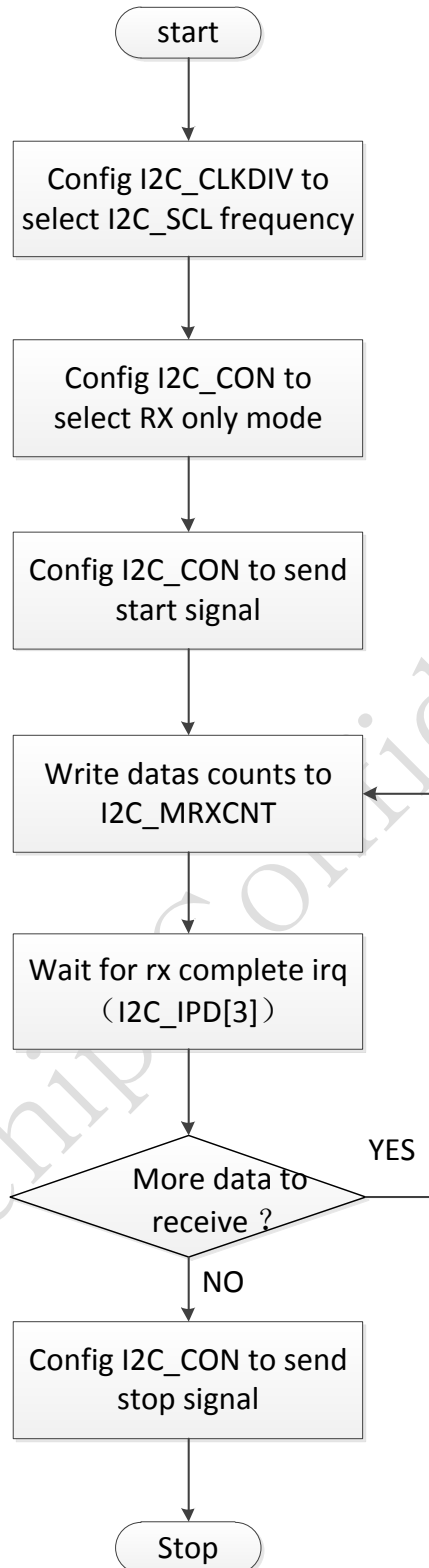 start
Config I2C_CLKDIV to
select I2C_SCL frequency
Config I2C_CON to
select RX only mode
Config I2C_CON to send
start signal
Write datas counts to
I2C_MRXCNT
Wait for rx complete irq
（I2C_IPD[3]）
More data to
receive ？
YES
NO
Config I2C_CON to send
stop signal
Stop